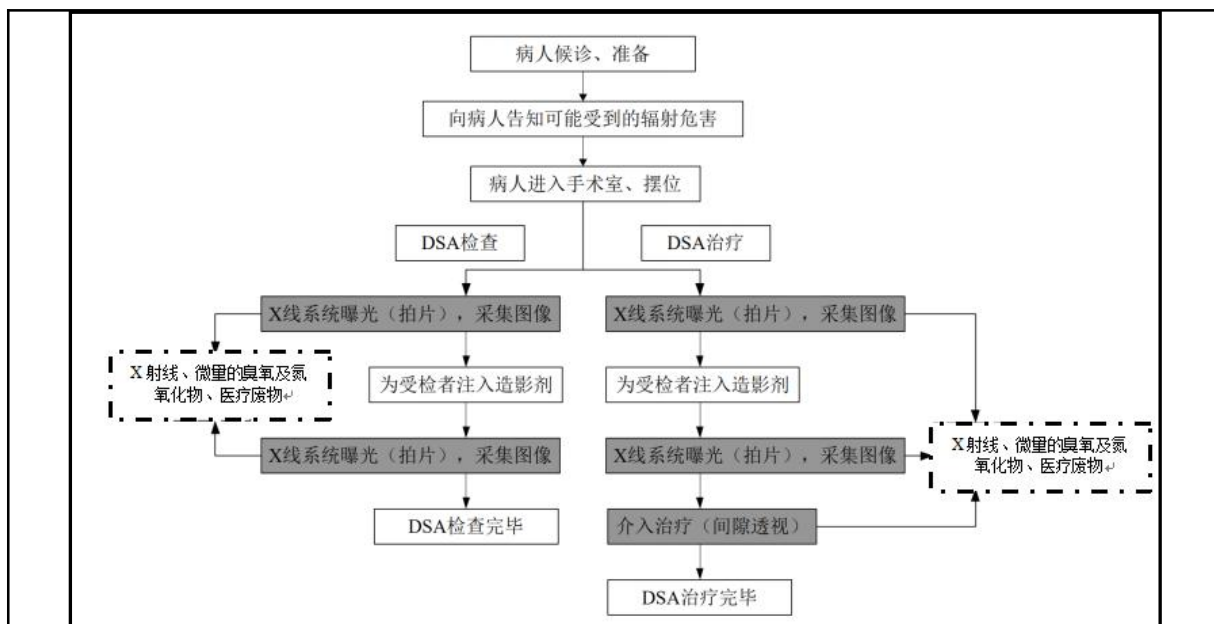 病人候诊、准备
向病人告知可能受到的辐射危害
病人进入手术室、摆位
DSA检查
DSA治疗
X线系统曝光（拍片），采集图像
X线系统曝光（拍片），采集图像
X射线、微量的臭氧及氮
氧化物、医疗废物↵
为受检者注入造影剂
为受检者注入造影剂
X线系统曝光（拍片），采集图像
X线系统曝光（拍片），采集图像
X射线、微量的臭氧及氮
氧化物、医疗废物↵
DSA检查完毕
介入治疗（间隙透视）
DSA治疗完毕